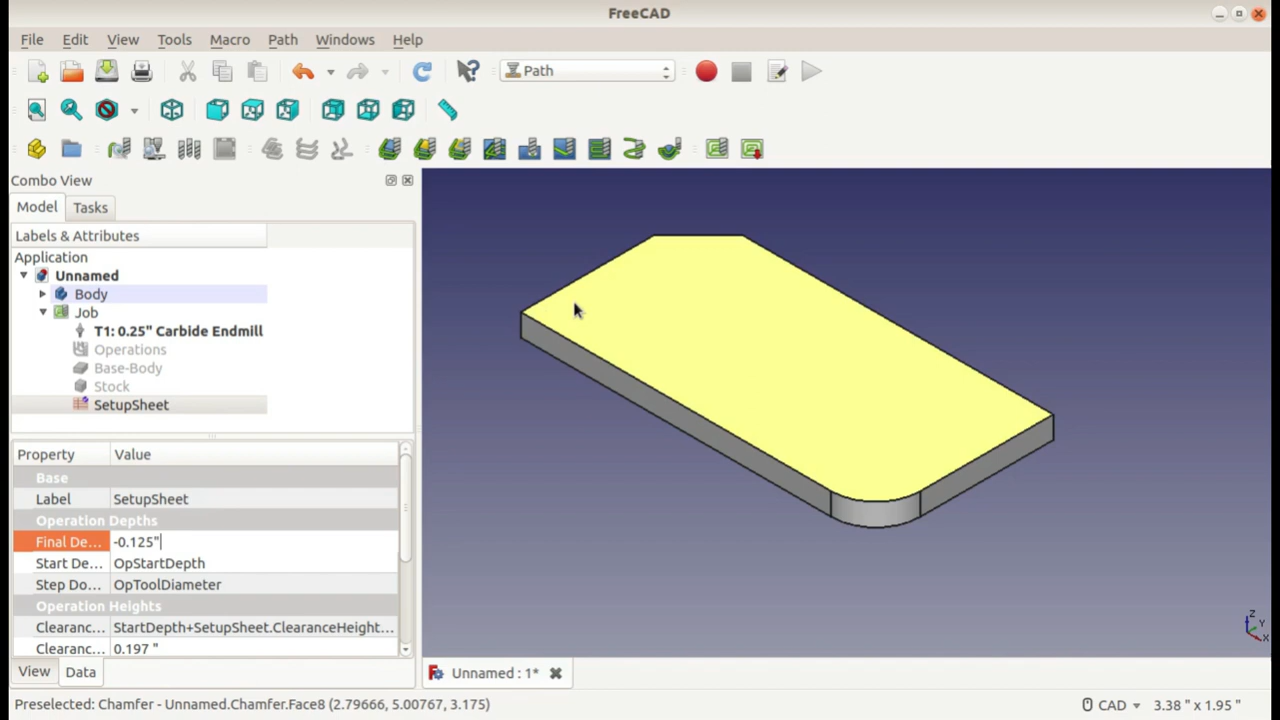 FreeCAD
File Edit View Tools Macro Path Windows Help
Path
Combo View
Model Tasks
Labels & Attributes
Application
Unnamed
Body
Job
T1: 0.25" Carbide Endmill
Operations
Base-Body
Stock
SetupSheet
Property Value
Base
Label SetupSheet
Operation Depths
Final De... -0.125"
Start De... OpStartDepth
Step Do... OpToolDiameter
Operation Heights
Clearanc... StartDepth+SetupSheet.ClearanceHeight...
Clearanc... 0.197 "
View Data
Unnamed : 1*
Z
Y
X
Preselected: Chamfer - Unnamed.Chamfer.Face8 (2.79666, 5.00767, 3.175)
CAD 3.38 " x 1.95 "